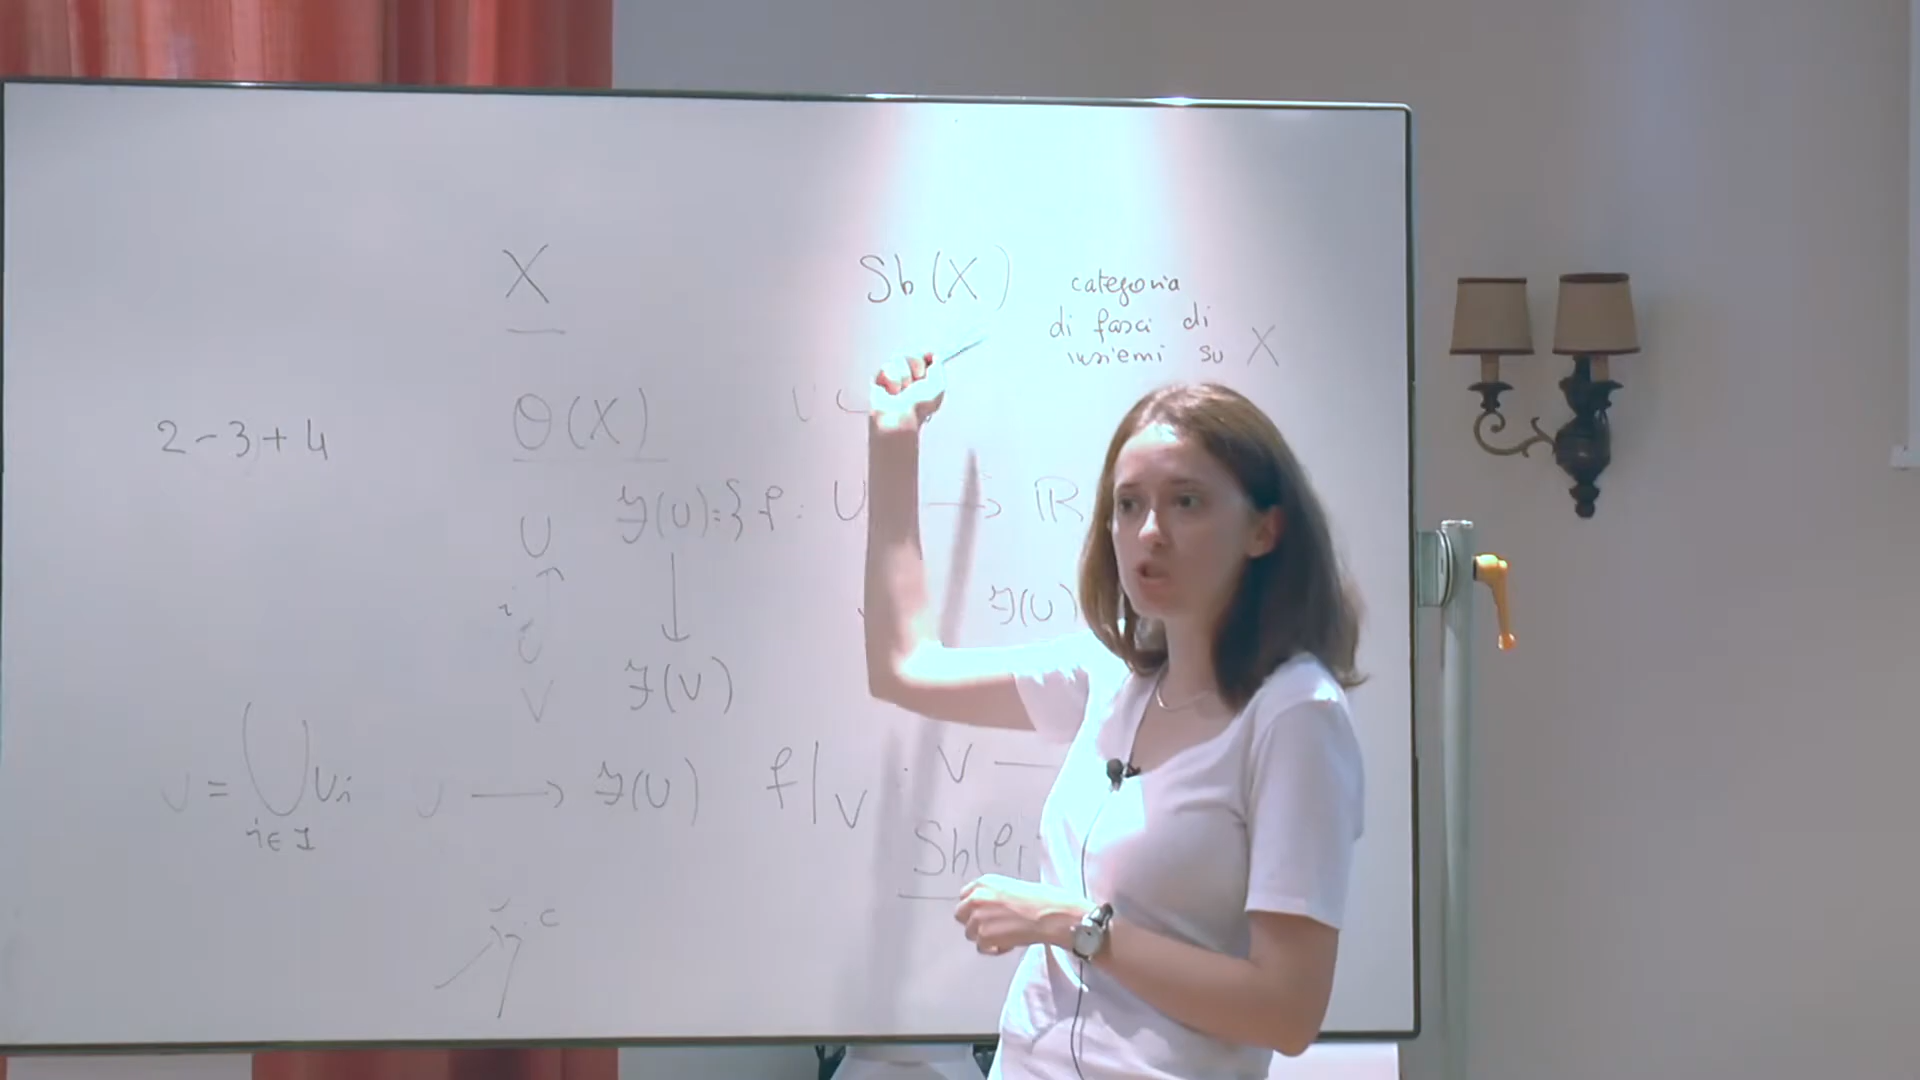 X
Sh(X)
categoria
di fasci di
insiemi su X
O(X)
2-3+4
U
F(U):={f: U → ℝ
i
F(U)
V
F(V)
U = ⋃ Ui
i∈I
U → F(U)
f|V : V
Sh(
c